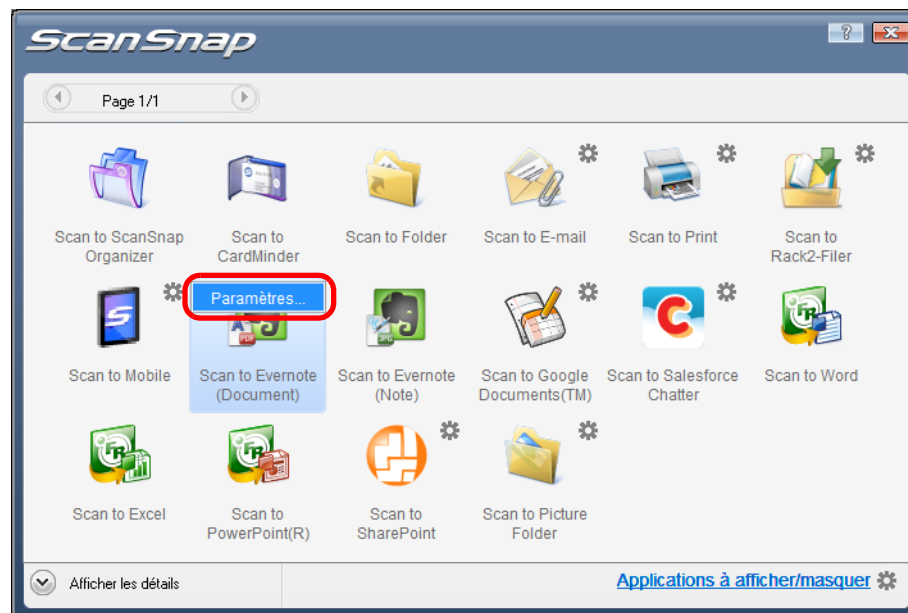 ScanSnap
?
Page 1/1
Scan to ScanSnap
Organizer
Scan to
CardMinder
Scan to Folder
Scan to E-mail
Scan to Print
Scan to
Rack2-Filer
Paramètres...
Scan to Mobile
Scan to Evernote
(Document)
Scan to Evernote
(Note)
Scan to Google
Documents(TM)
Scan to Salesforce
Chatter
Scan to Word
Scan to Excel
Scan to
PowerPoint(R)
Scan to
SharePoint
Scan to Picture
Folder
Afficher les détails
Applications à afficher/masquer